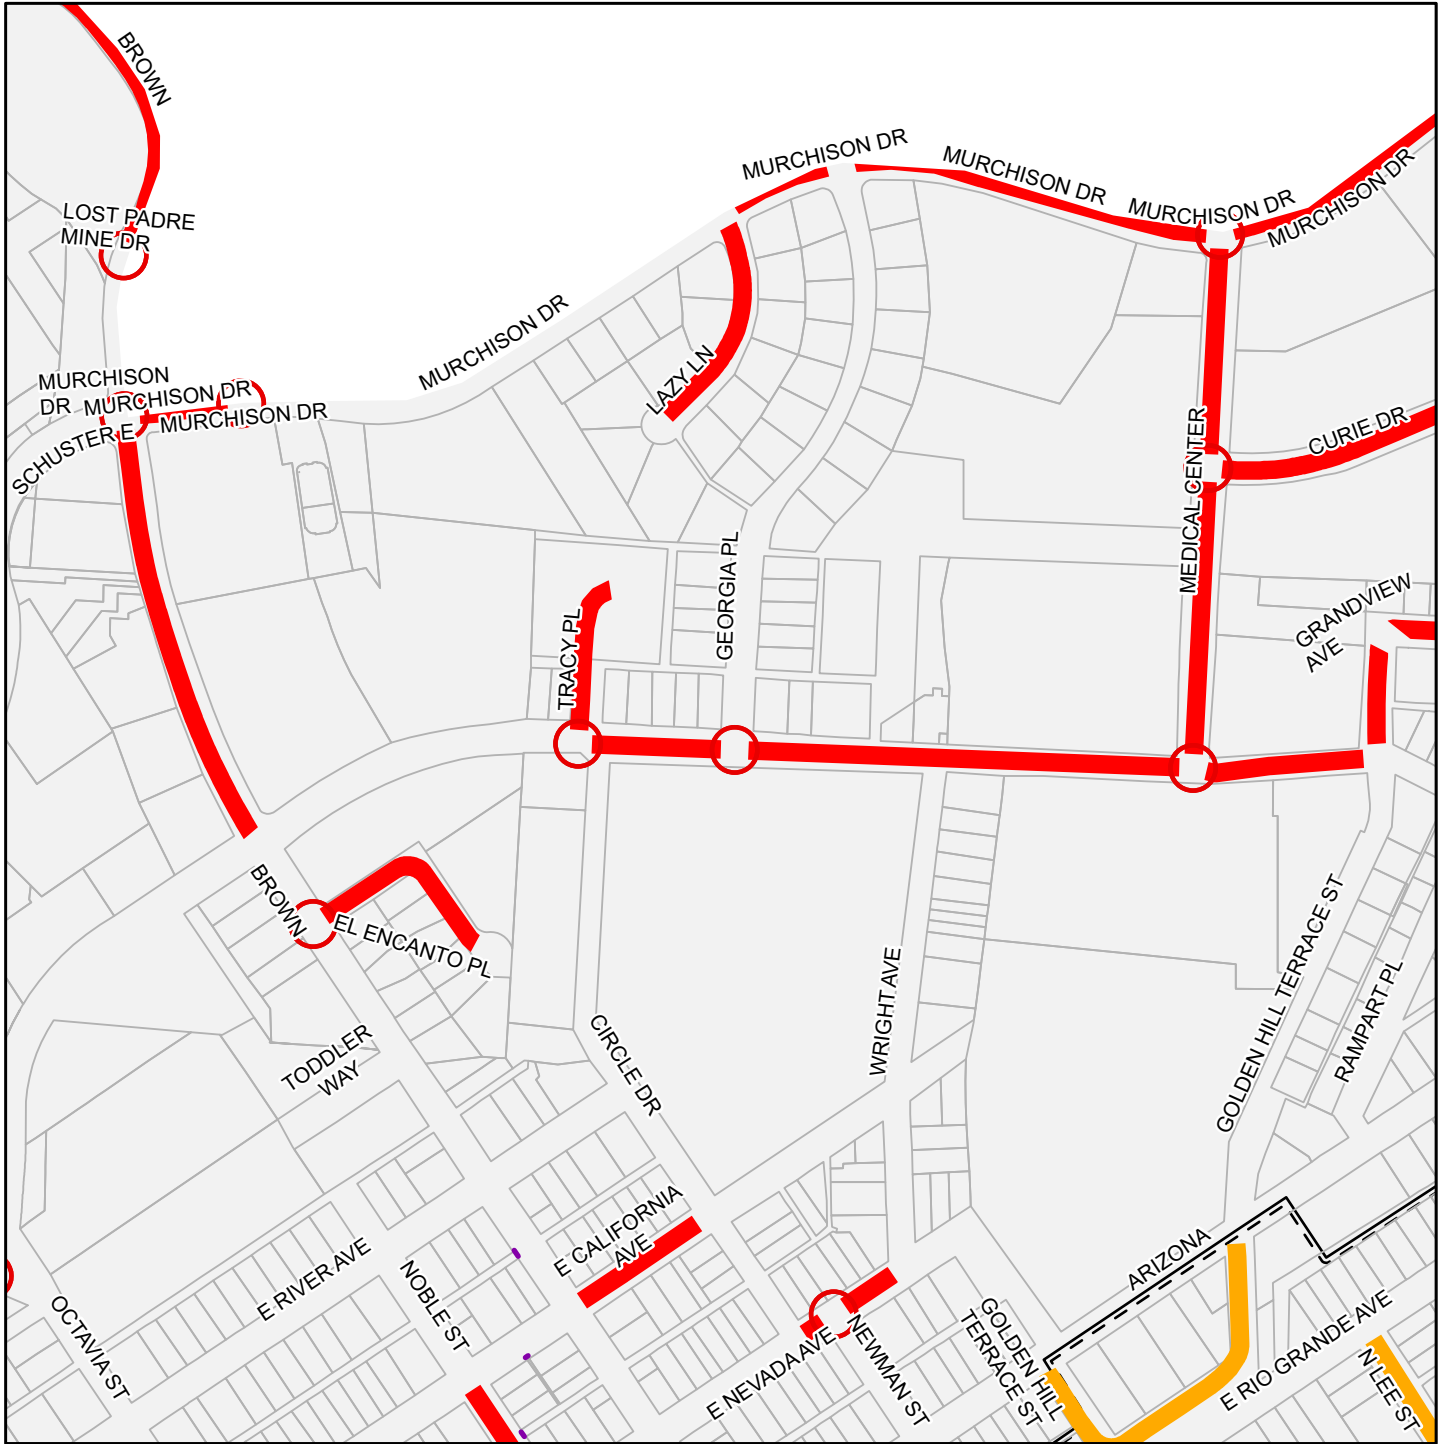 BROWN
MURCHISON DR
MURCHISON DR
MURCHISON DR
MURCHISON DR
LOST PADRE
MINE DR
MURCHISON DR
MURCHISON
DR
MURCHISON DR
MURCHISON DR
SCHUSTER E
LAZY LN
CURIE DR
MEDICAL CENTER
GEORGIA PL
TRACY PL
GRANDVIEW
AVE
BROWN
EL ENCANTO PL
TODDLER
WAY
CIRCLE DR
WRIGHT AVE
GOLDEN HILL TERRACE ST
RAMPART PL
E CALIFORNIA
AVE
E RIVER AVE
NOBLE ST
OCTAVIA ST
ARIZONA
E NEVADA AVE
NEWMAN ST
GOLDEN HILL
TERRACE ST
E RIO GRANDE AVE
N LEE ST